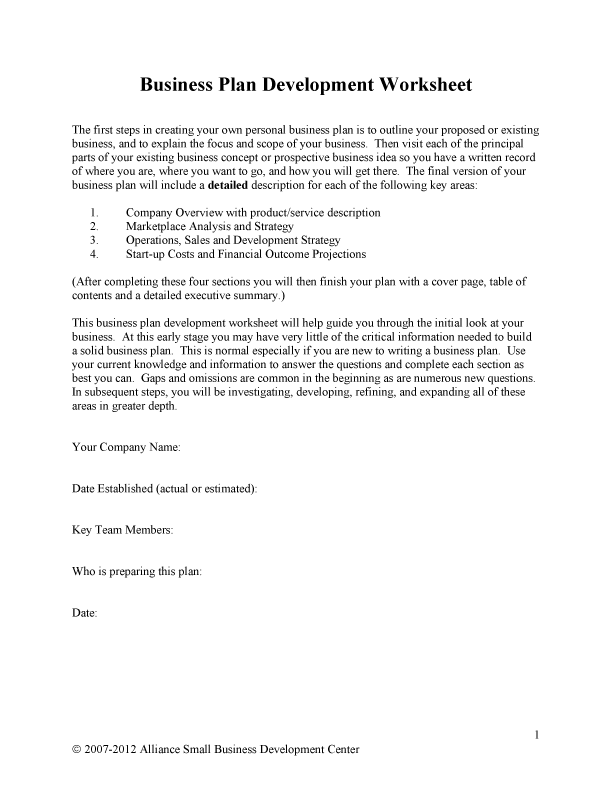 Business Plan Development Worksheet
The first steps in creating your own personal business plan is to outline your proposed or existing
business, and to explain the focus and scope of your business.  Then visit each of the principal
parts of your existing business concept or prospective business idea so you have a written record
of where you are, where you want to go, and how you will get there.  The final version of your
business plan will include a detailed description for each of the following key areas:
1. Company Overview with product/service description
2. Marketplace Analysis and Strategy
3. Operations, Sales and Development Strategy
4. Start-up Costs and Financial Outcome Projections
(After completing these four sections you will then finish your plan with a cover page, table of
contents and a detailed executive summary.)
This business plan development worksheet will help guide you through the initial look at your
business.  At this early stage you may have very little of the critical information needed to build
a solid business plan.  This is normal especially if you are new to writing a business plan.  Use
your current knowledge and information to answer the questions and complete each section as
best you can.  Gaps and omissions are common in the beginning as are numerous new questions.
In subsequent steps, you will be investigating, developing, refining, and expanding all of these
areas in greater depth.
Your Company Name:
Date Established (actual or estimated):
Key Team Members:
Who is preparing this plan:
Date:
1
© 2007-2012 Alliance Small Business Development Center